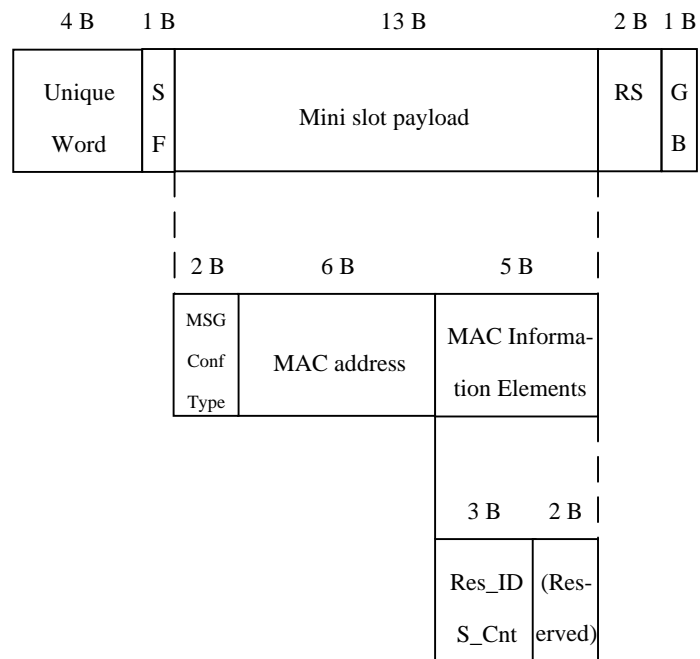 4 B 1 B 13 B 2 B 1 B
Unique S Mini slot payload RS G
Word F B
2 B 6 B 5 B
MSG MAC address MAC Informa-
Conf tion Elements
Type
3 B 2 B
Res_ID (Res-
S_Cnt erved)